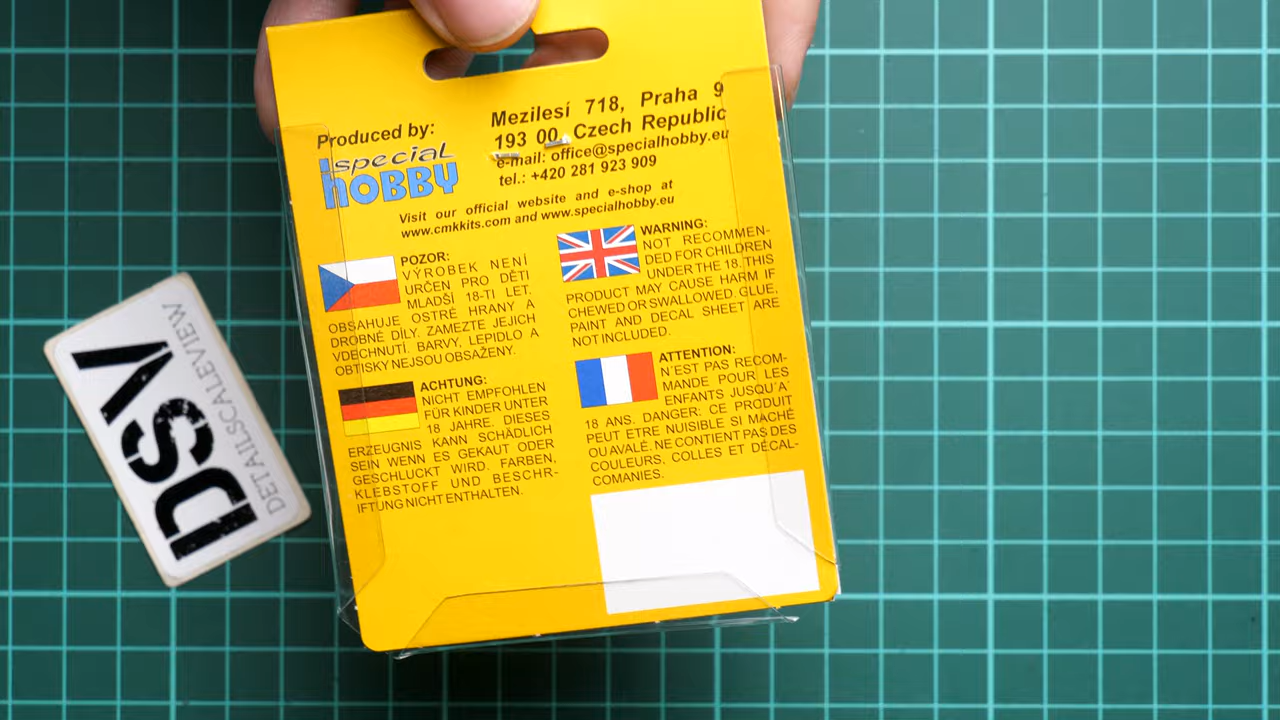 Produced by:
special
HOBBY
Mezilesí 718, Praha 9
193 00, Czech Republic
e-mail: office@specialhobby.eu
tel.: +420 281 923 909
Visit our official website and e-shop at
www.cmkkits.com and www.specialhobby.eu
POZOR:
VÝROBEK NENÍ
URČEN PRO DĚTI
MLADŠÍ 18-TI LET.
OBSAHUJE OSTRÉ HRANY A
DROBNÉ DÍLY. ZAMEZTE JEJICH
VDECHNUTÍ. BARVY, LEPIDLO A
OBTISKY NEJSOU OBSAŽENY.
WARNING:
NOT RECOMMEN-
DED FOR CHILDREN
UNDER THE 18. THIS
PRODUCT MAY CAUSE HARM IF
CHEWED OR SWALLOWED. GLUE,
PAINT AND DECAL SHEET ARE
NOT INCLUDED.
ACHTUNG:
NICHT EMPFOHLEN
FÜR KINDER UNTER
18 JAHRE. DIESES
ERZEUGNIS KANN SCHÄDLICH
SEIN WENN ES GEKAUT ODER
GESCHLUCKT WIRD. FARBEN,
KLEBSTOFF UND BESCHR-
IFTUNG NICHT ENTHALTEN.
ATTENTION:
N´EST PAS RECOM-
MANDE POUR LES
ENFANTS JUSQU´A´
18 ANS. DANGER: CE PRODUIT
PEUT ETRE NUISIBLE SI MACHÉ
OU AVALÉ. NE CONTIENT PAS DES
COULEURS, COLLES ET DÉCAL-
COMANIES.
DSV
DETAILSCALEVIEW